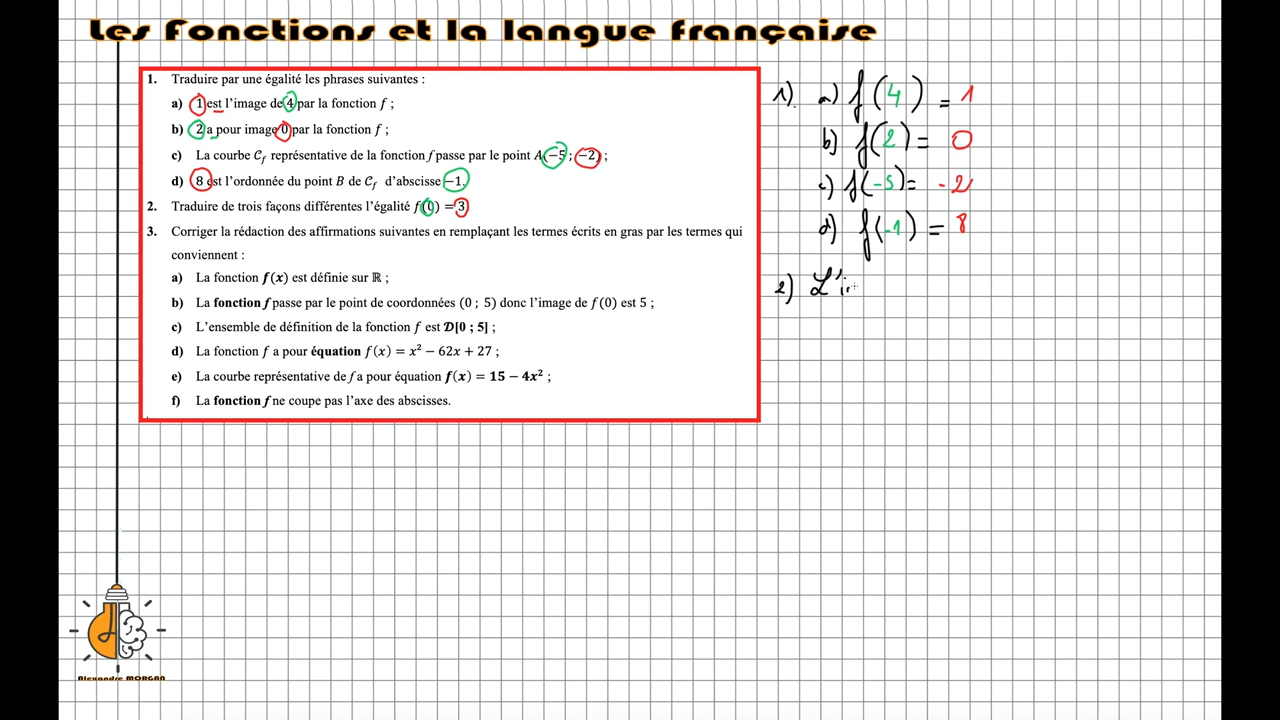 Les Fonctions et la langue française
1. Traduire par une égalité les phrases suivantes :
a) 1 est l'image de 4 par la fonction f ;
b) 2 a pour image 0 par la fonction f ;
c) La courbe 𝒞f représentative de la fonction f passe par le point A(−5 ; −2) ;
d) 8 est l'ordonnée du point B de 𝒞f d'abscisse −1.
2. Traduire de trois façons différentes l'égalité f(0) = 3
3. Corriger la rédaction des affirmations suivantes en remplaçant les termes écrits en gras par les termes qui
conviennent :
a) La fonction f(x) est définie sur ℝ ;
b) La fonction f passe par le point de coordonnées (0 ; 5) donc l'image de f(0) est 5 ;
c) L'ensemble de définition de la fonction f est 𝒟[0 ; 5] ;
d) La fonction f a pour équation f(x) = x² − 62x + 27 ;
e) La courbe représentative de f a pour équation f(x) = 15 − 4x² ;
f) La fonction f ne coupe pas l'axe des abscisses.
1). a) f(4) = 1
b) f(2) = 0
c) f(-5) = -2
d) f(-1) = 8
2) L'i
Alexandre MORGAN